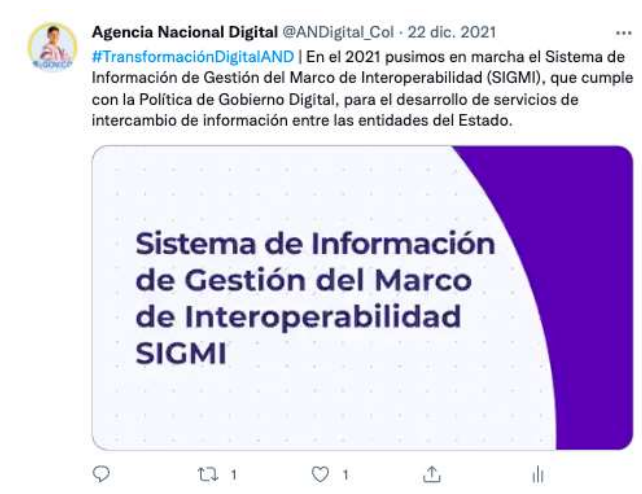 Agencia Nacional Digital @ANDigital_Col · 22 dic. 2021
#TransformaciónDigitalAND | En el 2021 pusimos en marcha el Sistema de
Información de Gestión del Marco de Interoperabilidad (SIGMI), que cumple
con la Política de Gobierno Digital, para el desarrollo de servicios de
intercambio de información entre las entidades del Estado.
Sistema de Información
de Gestión del Marco
de Interoperabilidad
SIGMI
1 1